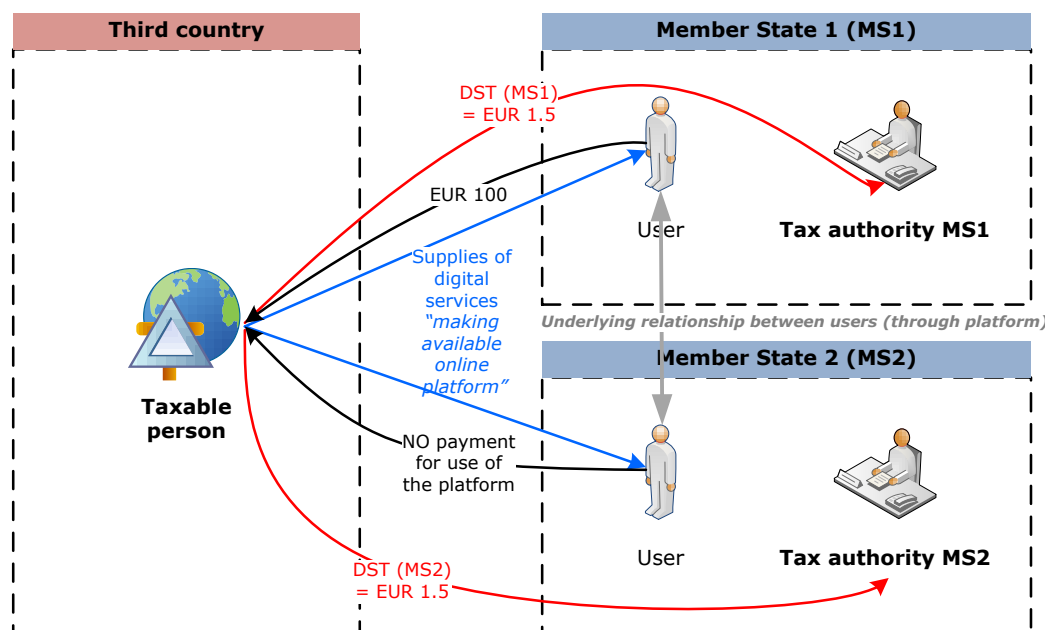 Third country
Member State 1 (MS1)
DST (MS1)
= EUR 1.5
EUR 100
User
Tax authority MS1
Supplies of
digital
services
“making
available
online
platform”
Underlying relationship between users (through platform)
Member State 2 (MS2)
Taxable
person
NO payment
for use of
the platform
User
Tax authority MS2
DST (MS2)
= EUR 1.5